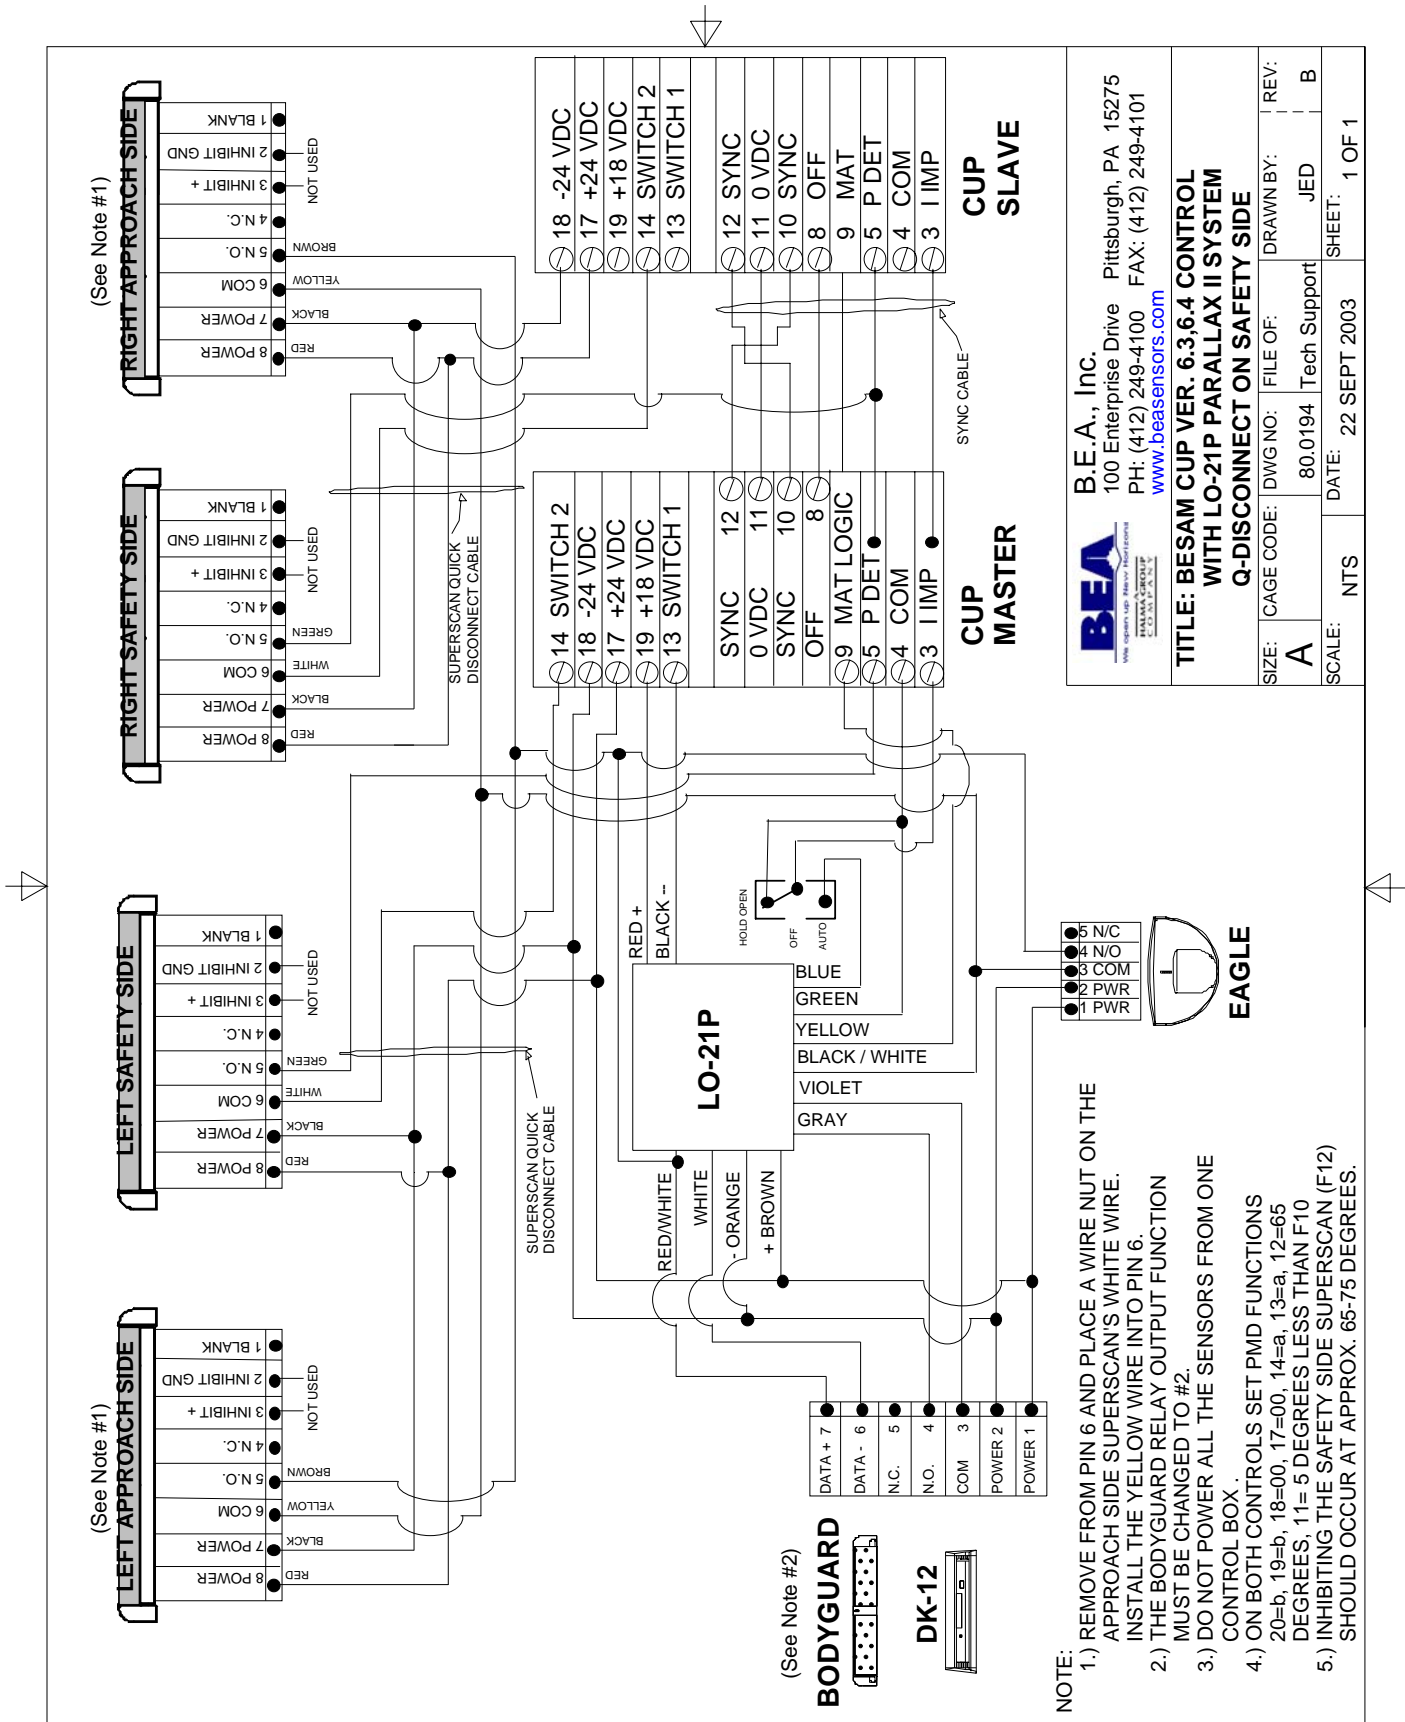 (See Note #1)
LEFT APPROACH SIDE
8 POWER
7 POWER
6 COM
5 N.O.
4 N.C.
3 INHIBIT +
2 INHIBIT GND
1 BLANK
RED
BLACK
YELLOW
BROWN
NOT USED
LEFT SAFETY SIDE
8 POWER
7 POWER
6 COM
5 N.O.
4 N.C.
3 INHIBIT +
2 INHIBIT GND
1 BLANK
RED
BLACK
WHITE
GREEN
NOT USED
RIGHT SAFETY SIDE
8 POWER
7 POWER
6 COM
5 N.O.
4 N.C.
3 INHIBIT +
2 INHIBIT GND
1 BLANK
RED
BLACK
WHITE
GREEN
NOT USED
(See Note #1)
RIGHT APPROACH SIDE
8 POWER
7 POWER
6 COM
5 N.O.
4 N.C.
3 INHIBIT +
2 INHIBIT GND
1 BLANK
RED
BLACK
YELLOW
BROWN
NOT USED
SUPERSCAN QUICK
DISCONNECT CABLE
SUPERSCAN QUICK
DISCONNECT CABLE
14 SWITCH 2
18 -24 VDC
17 +24 VDC
19 +18 VDC
13 SWITCH 1
SYNC 12
0 VDC 11
SYNC 10
OFF 8
9 MAT LOGIC
5 P DET
4 COM
3 I IMP
CUP
MASTER
18 -24 VDC
17 +24 VDC
19 +18 VDC
14 SWITCH 2
13 SWITCH 1
12 SYNC
11 0 VDC
10 SYNC
8 OFF
9 MAT
5 P DET
4 COM
3 I IMP
CUP
SLAVE
SYNC CABLE
RED +
BLACK --
LO-21P
RED/WHITE
WHITE
- ORANGE
+ BROWN
BLUE
GREEN
YELLOW
BLACK / WHITE
VIOLET
GRAY
HOLD OPEN
OFF
AUTO
(See Note #2)
BODYGUARD
DK-12
DATA + 7
DATA - 6
N.C. 5
N.O. 4
COM 3
POWER 2
POWER 1
5 N/C
4 N/O
3 COM
2 PWR
1 PWR
EAGLE
NOTE:
1.) REMOVE FROM PIN 6 AND PLACE A WIRE NUT ON THE
APPROACH SIDE SUPERSCAN'S WHITE WIRE.
INSTALL THE YELLOW WIRE INTO PIN 6.
2.) THE BODYGUARD RELAY OUTPUT FUNCTION
MUST BE CHANGED TO #2.
3.) DO NOT POWER ALL THE SENSORS FROM ONE
CONTROL BOX .
4.) ON BOTH CONTROLS SET PMD FUNCTIONS
20=b, 19=b, 18=00, 17=00, 14=a, 13=a, 12=65
DEGREES, 11= 5 DEGREES LESS THAN F10
5.) INHIBITING THE SAFETY SIDE SUPERSCAN (F12)
SHOULD OCCUR AT APPROX. 65-75 DEGREES.
BEA
We open up New Horizons
A
HALMA GROUP
COMPANY
B.E.A., Inc.
100 Enterprise Drive Pittsburgh, PA 15275
PH: (412) 249-4100 FAX: (412) 249-4101
www.beasensors.com
TITLE: BESAM CUP VER. 6.3,6.4 CONTROL
WITH LO-21P PARALLAX II SYSTEM
Q-DISCONNECT ON SAFETY SIDE
SIZE: A
CAGE CODE:
DWG NO: 80.0194
FILE OF: Tech Support
DRAWN BY: JED
REV: B
SCALE: NTS
DATE: 22 SEPT 2003
SHEET: 1 OF 1